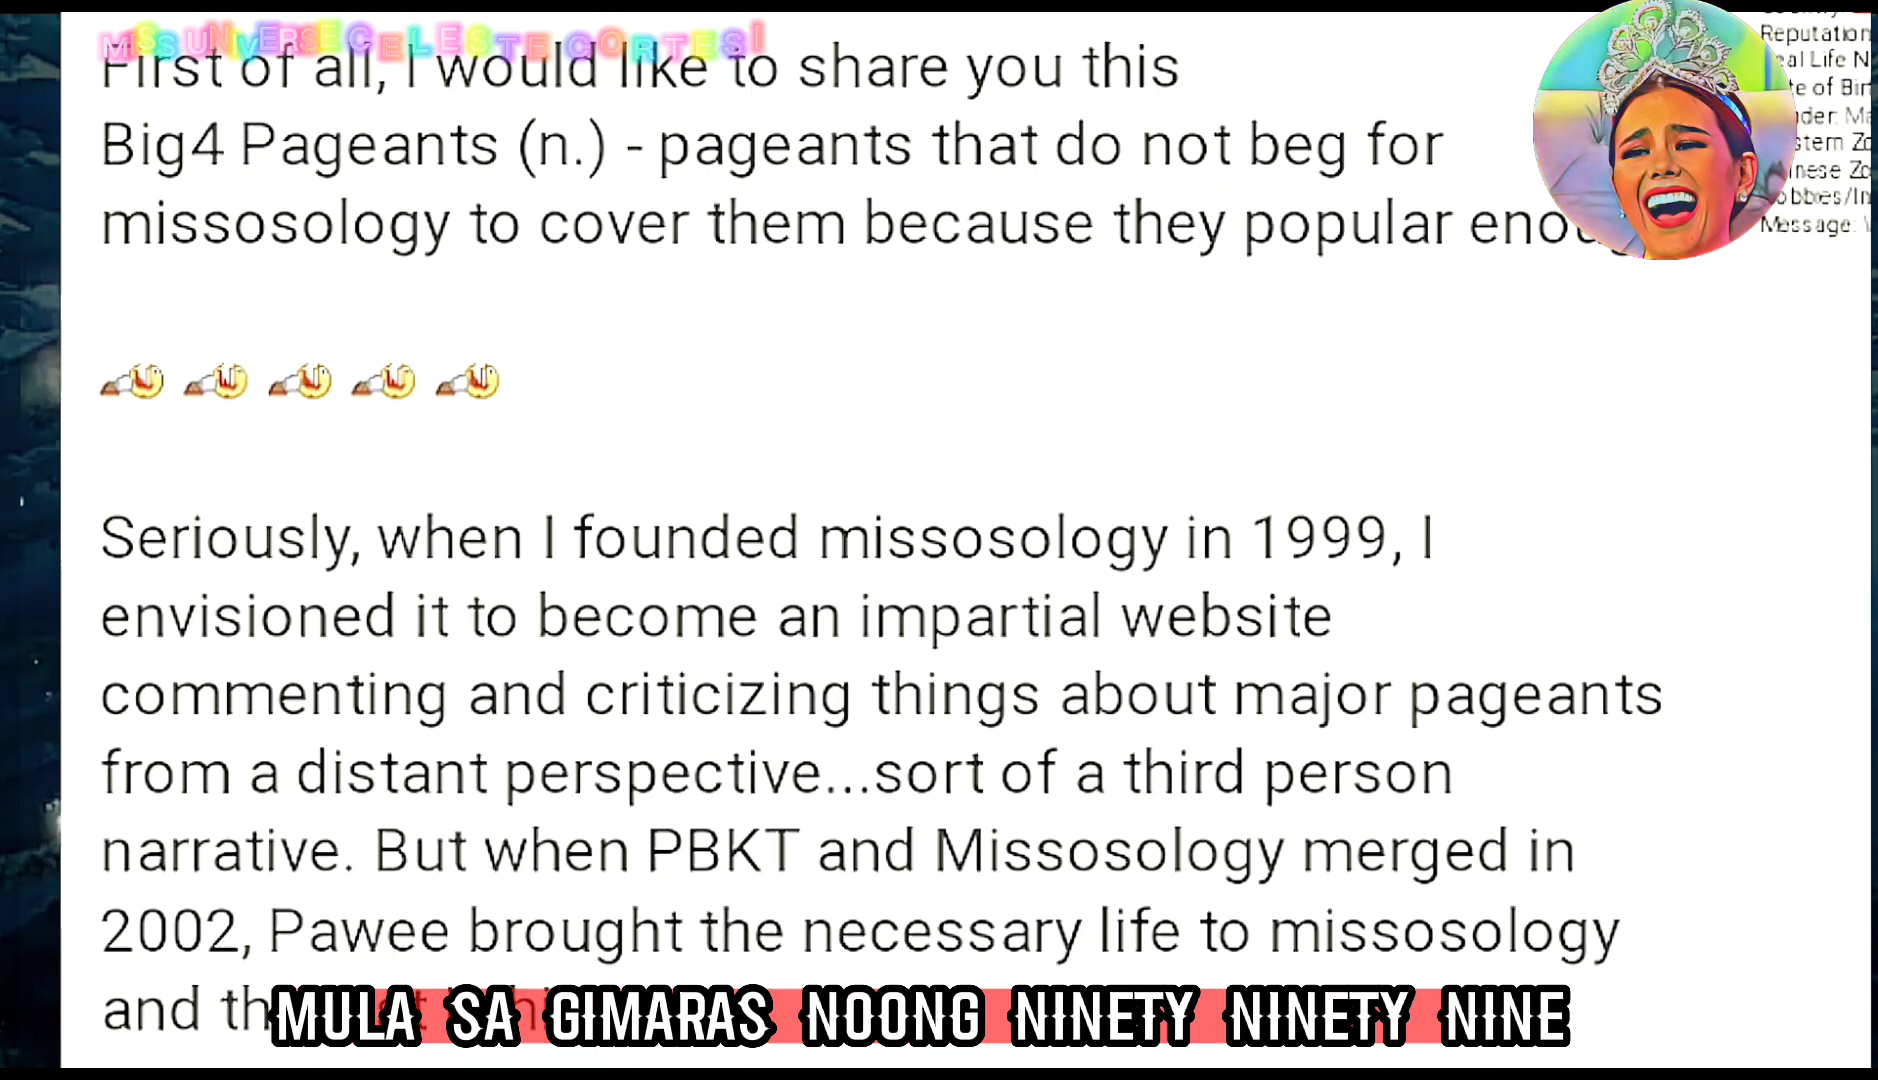 MISS UNIVERSE CELESTE CORTESI
First of all, I would like to share you this
Big4 Pageants (n.) - pageants that do not beg for
missosology to cover them because they popular
Reputation
Message:
Seriously, when I founded missosology in 1999, I
envisioned it to become an impartial website
commenting and criticizing things about major pageants
from a distant perspective...sort of a third person
narrative. But when PBKT and Missosology merged in
2002, Pawee brought the necessary life to missosology
and
MULA SA GIMARAS NOONG NINETY NINETY NINE